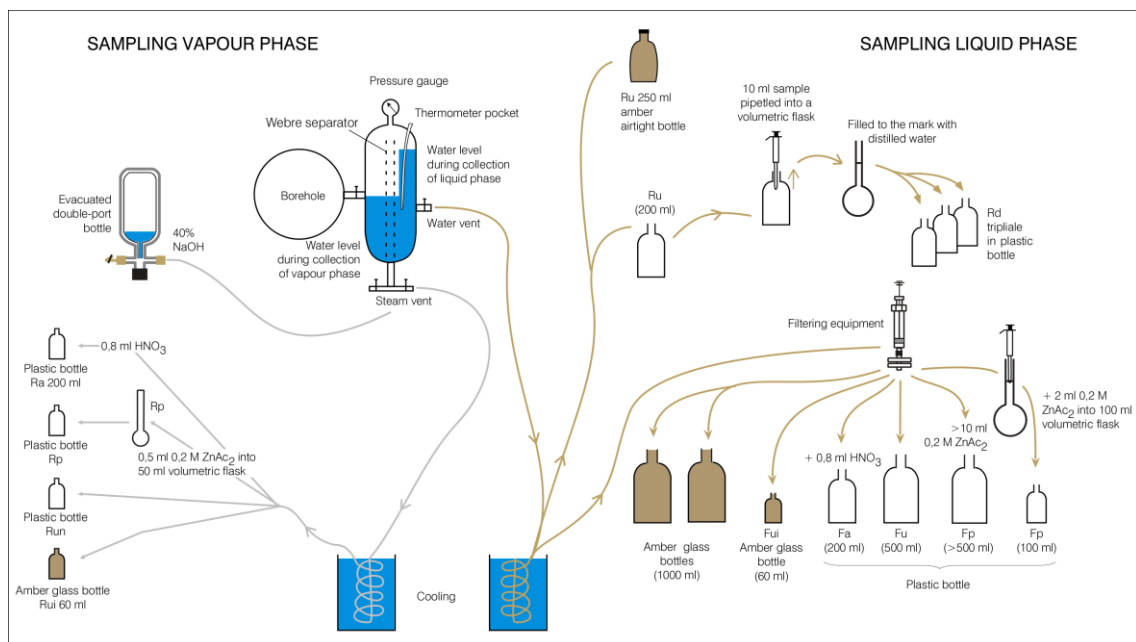 SAMPLING VAPOUR PHASE
SAMPLING LIQUID PHASE
Pressure gauge
Thermometer pocket
Webre separator
Water level
during collection
of liquid phase
Borehole
Water vent
Water level
during collection
of vapour phase
Steam vent
Evacuated
double-port
bottle
40%
NaOH
0,8 ml HNO₃
Plastic bottle
Ra 200 ml
Rp
Plastic bottle
Rp
0,5 ml 0,2 M ZnAc₂ into
50 ml volumetric flask
Plastic bottle
Run
Amber glass bottle
Rui 60 ml
Cooling
Ru 250 ml
amber
airtight bottle
10 ml sample
pipetled into a
volumetric flask
Filled to the mark with
distilled water
Ru
(200 ml)
Rd
tripliale
in plastic
bottle
Filtering equipment
+ 2 ml 0,2 M
ZnAc₂ into 100 ml
volumetric flask
>10 ml
0,2 M ZnAc₂
+ 0,8 ml HNO₃
Amber glass
bottles
(1000 ml)
Fui
Amber glass
bottle
(60 ml)
Fa
(200 ml)
Fu
(500 ml)
Fp
(>500 ml)
Fp
(100 ml)
Plastic bottle